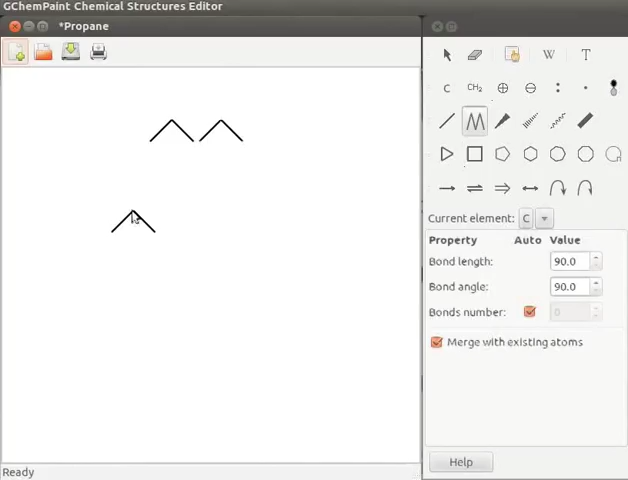 GChemPaint Chemical Structures Editor
*Propane
W T
C CH₂
Current element: C
Property Auto Value
Bond length: 90.0
Bond angle: 90.0
Bonds number: 0
Merge with existing atoms
Help
Ready